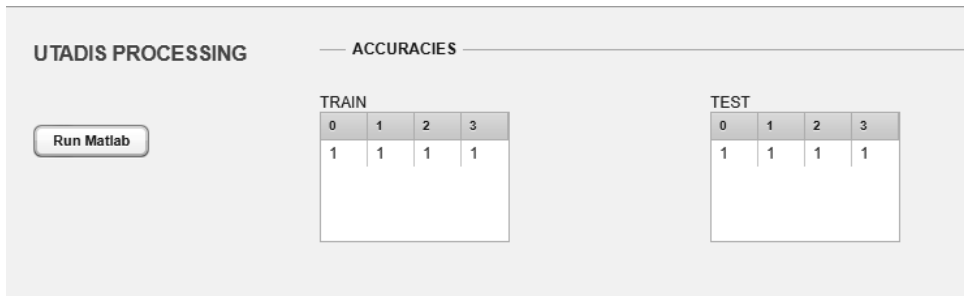 UTADIS PROCESSING
ACCURACIES
Run Matlab
TRAIN
0 1 2 3
1 1 1 1
TEST
0 1 2 3
1 1 1 1